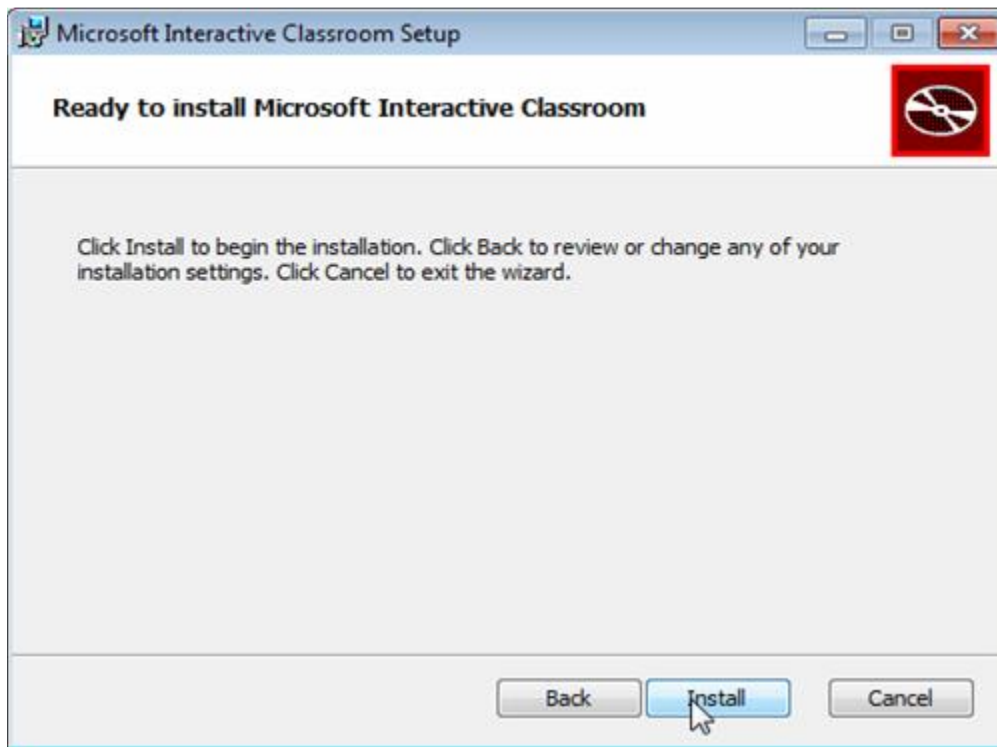 Microsoft Interactive Classroom Setup
Ready to install Microsoft Interactive Classroom
Click Install to begin the installation. Click Back to review or change any of your
installation settings. Click Cancel to exit the wizard.
Back Install Cancel